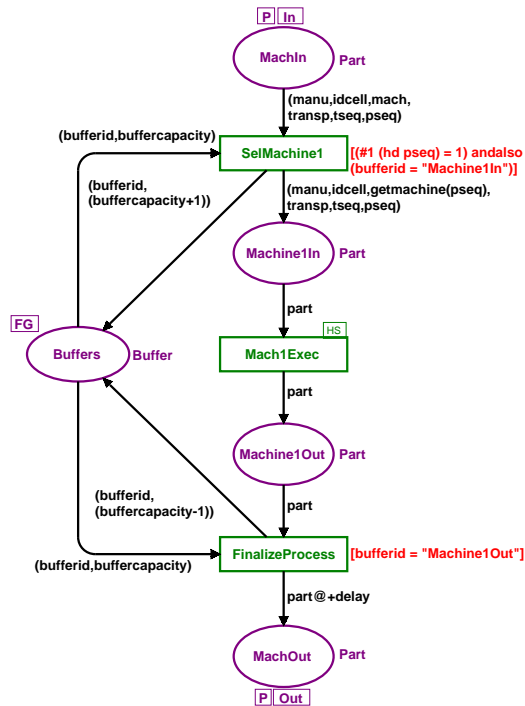 P In
MachIn
Part
(manu,idcell,mach,
transp,tseq,pseq)
(bufferid,buffercapacity)
SelMachine1
[(#1 (hd pseq) = 1) andalso
(bufferid = "Machine1In")]
(bufferid,
(buffercapacity+1))
(manu,idcell,getmachine(pseq),
transp,tseq,pseq)
Machine1In
Part
part
FG
HS
Buffers
Buffer
Mach1Exec
part
Machine1Out
Part
(bufferid,
(buffercapacity-1))
part
FinalizeProcess
[bufferid = "Machine1Out"]
(bufferid,buffercapacity)
part@+delay
MachOut
Part
P Out